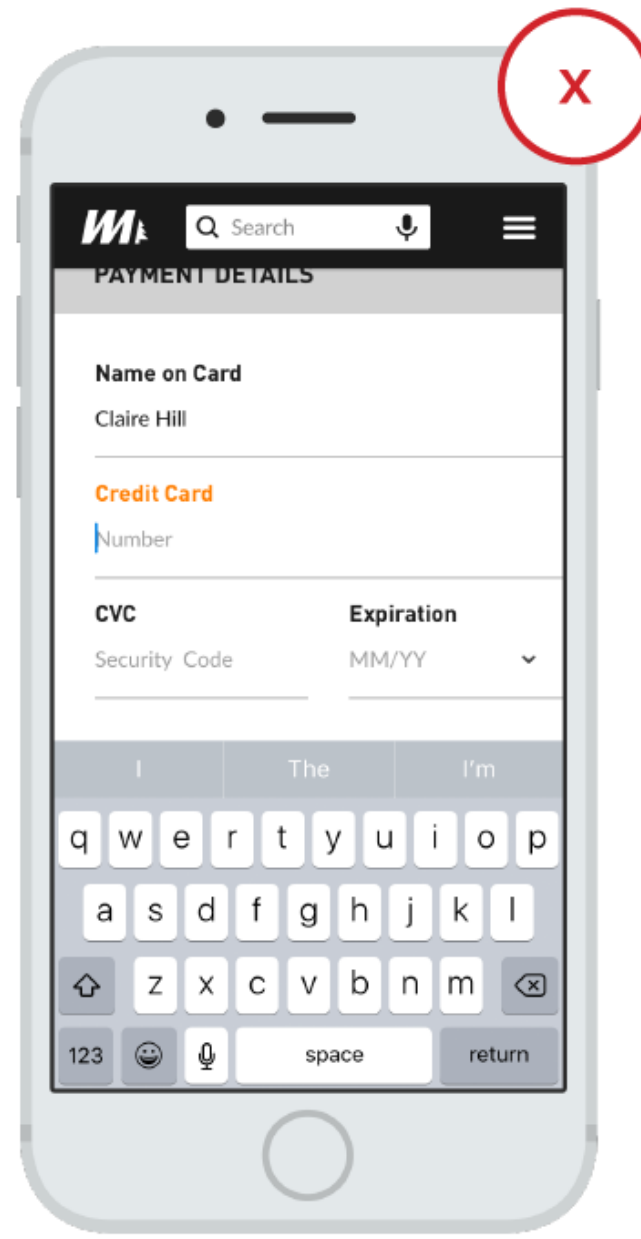 X
M
Search
PAYMENT DETAILS
Name on Card
Claire Hill
Credit Card
Number
CVC Expiration
Security Code MM/YY
I The I'm
q w e r t y u i o p
a s d f g h j k l
z x c v b n m
123 space return